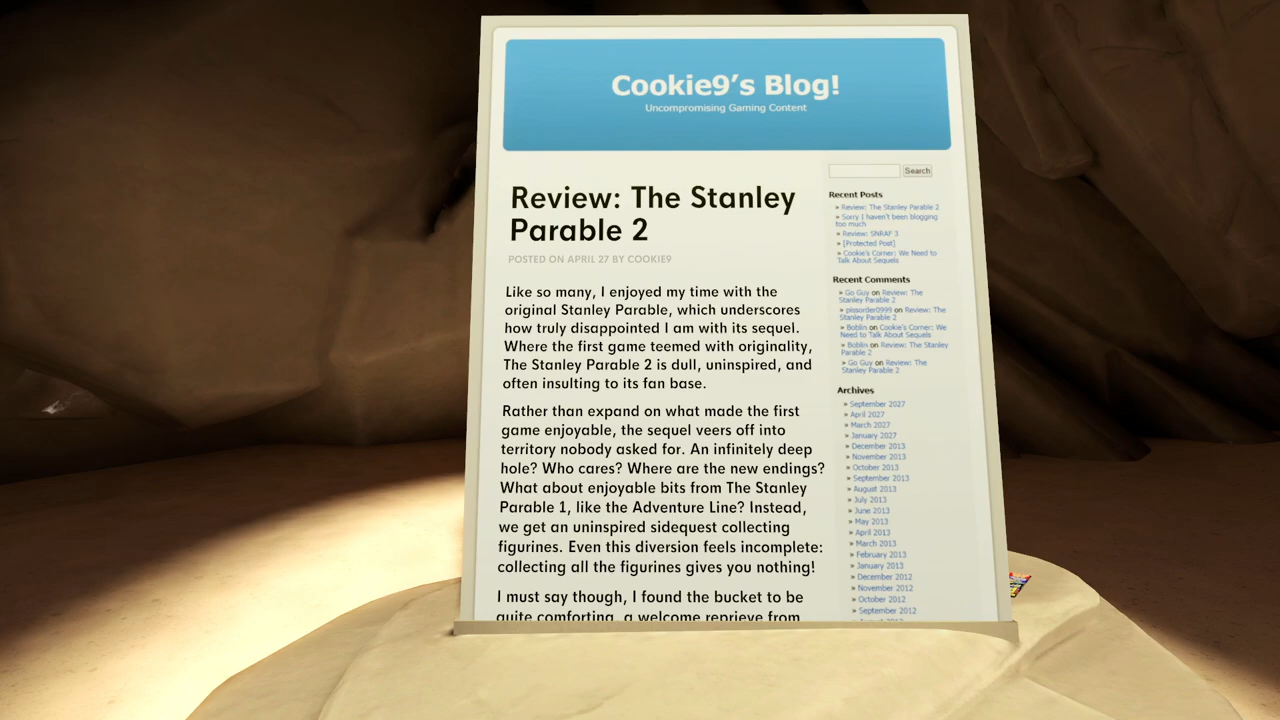 Cookie9's Blog!
Uncompromising Gaming Content
Review: The Stanley
Parable 2
POSTED ON APRIL 27 BY COOKIE9
Like so many, I enjoyed my time with the
original Stanley Parable, which underscores
how truly disappointed I am with its sequel.
Where the first game teemed with originality,
The Stanley Parable 2 is dull, uninspired, and
often insulting to its fan base.
Rather than expand on what made the first
game enjoyable, the sequel veers off into
territory nobody asked for. An infinitely deep
hole? Who cares? Where are the new endings?
What about enjoyable bits from The Stanley
Parable 1, like the Adventure Line? Instead,
we get an uninspired sidequest collecting
figurines. Even this diversion feels incomplete:
collecting all the figurines gives you nothing!
I must say though, I found the bucket to be
quite comforting, a welcome reprieve from
Search
Recent Posts
» Review: The Stanley Parable 2
» Sorry I haven't been blogging
too much
» Review: SNRAF 3
» [Protected Post]
» Cookie's Corner: We Need to
Talk About Sequels
Recent Comments
» Go Guy on Review: The
Stanley Parable 2
» pissorder0999 on Review: The
Stanley Parable 2
» Boblin on Cookie's Corner: We
Need to Talk About Sequels
» Boblin on Review: The Stanley
Parable 2
» Go Guy on Review: The
Stanley Parable 2
Archives
» September 2027
» April 2027
» March 2027
» January 2027
» December 2013
» November 2013
» October 2013
» September 2013
» August 2013
» July 2013
» June 2013
» May 2013
» April 2013
» March 2013
» February 2013
» January 2013
» December 2012
» November 2012
» October 2012
» September 2012